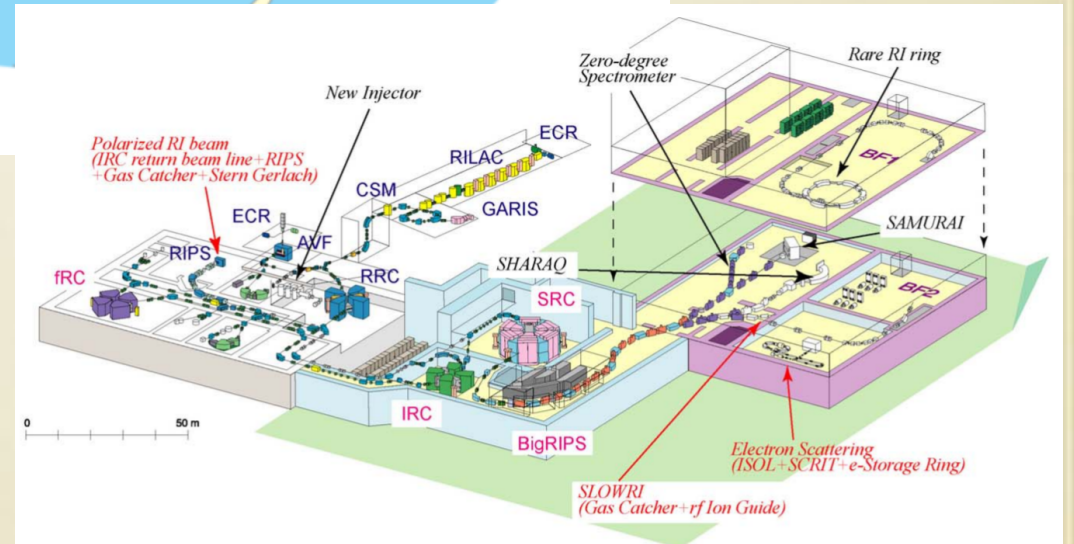 Zero-degree
Spectrometer
Rare RI ring
New Injector
Polarized RI beam
(IRC return beam line+RIPS
+Gas Catcher+Stern Gerlach)
ECR
RILAC
CSM
GARIS
BF1
ECR
AVF
RIPS
RRC
fRC
SHARAQ
SAMURAI
SRC
BF2
0
50 m
IRC
BigRIPS
Electron Scattering
(ISOL+SCRIT+e-Storage Ring)
SLOWRI
(Gas Catcher+rf Ion Guide)